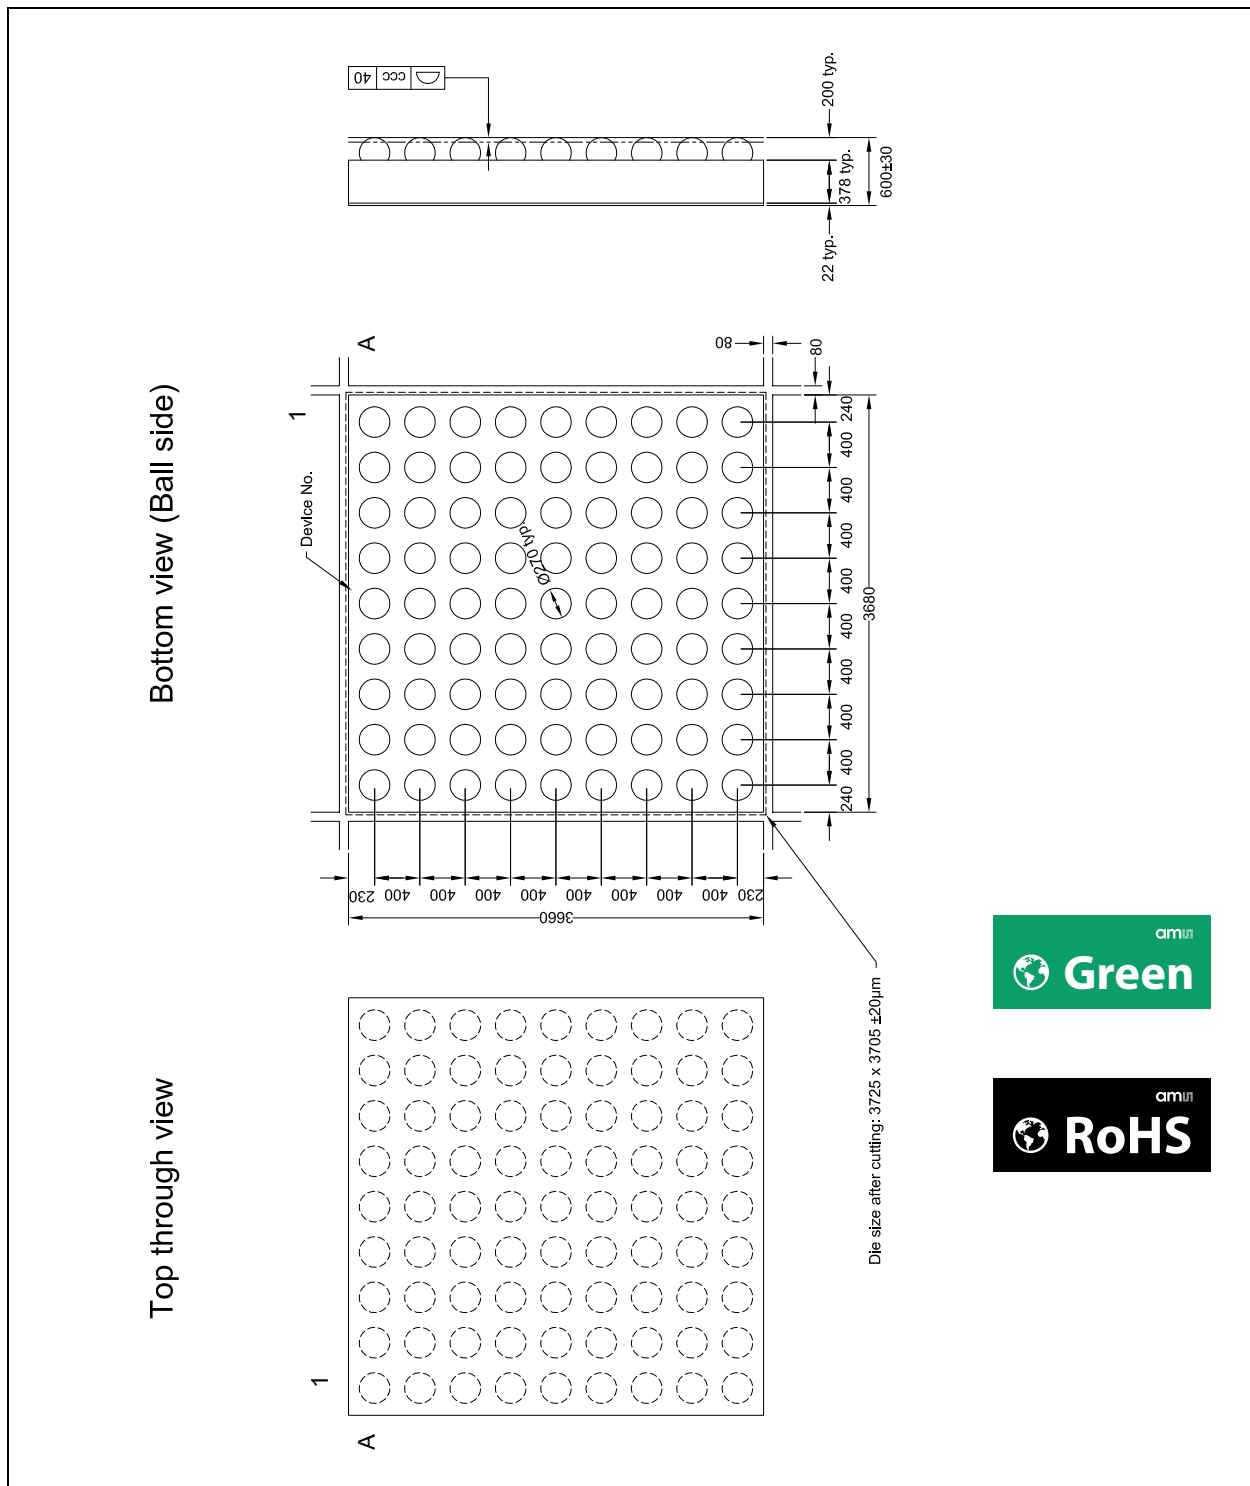 40
ccc
200 typ.
378 typ.
600±30
22 typ.
Bottom view (Ball side)
A
1
Device No.
Ø270 typ.
80
80
240
400
400
400
400
400
400
400
400
240
3680
230
400
400
400
400
400
400
400
400
230
3660
Die size after cutting: 3725 x 3705 ±20µm
Top through view
1
A
am
Green
am
RoHS